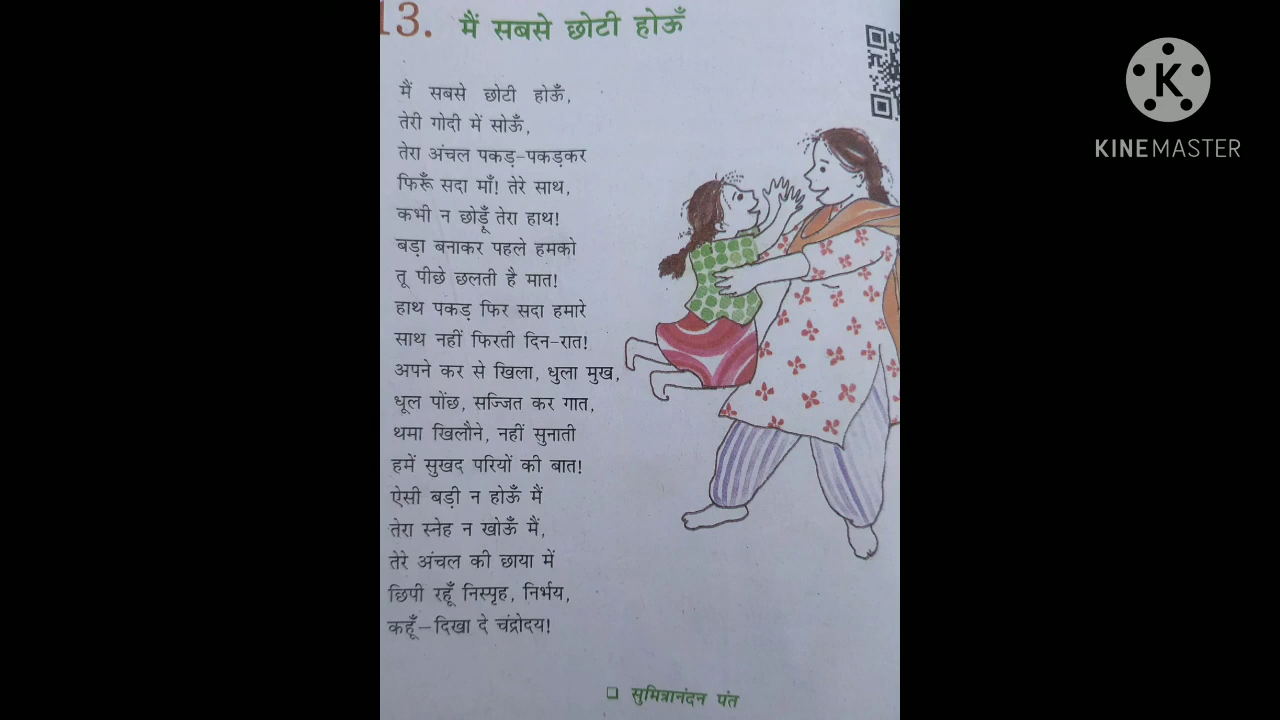 13. मैं सबसे छोटी होऊँ
मैं सबसे छोटी होऊँ,
तेरी गोदी में सोऊँ,
तेरा अंचल पकड़-पकड़कर
फिरूँ सदा माँ! तेरे साथ,
कभी न छोड़ूँ तेरा हाथ!
बड़ा बनाकर पहले हमको
तू पीछे छलती है मात!
हाथ पकड़ फिर सदा हमारे
साथ नहीं फिरती दिन-रात!
अपने कर से खिला, धुला मुख,
धूल पोंछ, सज्जित कर गात,
थमा खिलौने, नहीं सुनाती
हमें सुखद परियों की बात!
ऐसी बड़ी न होऊँ मैं
तेरा स्नेह न खोऊँ मैं,
तेरे अंचल की छाया में
छिपी रहूँ निस्पृह, निर्भय,
कहूँ–दिखा दे चंद्रोदय!
❑ सुमित्रानंदन पंत
K
KINEMASTER